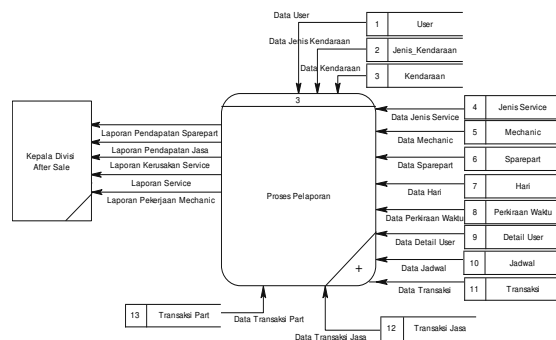 1 User
Data User
Data Jenis Kendaraan
2 Jenis_Kendaraan
Data Kendaraan
3 Kendaraan
3
4 Jenis Service
Data Jenis Service
5 Mechanic
Data Mechanic
6 Sparepart
Data Sparepart
7 Hari
Data Hari
8 Perkiraan Waktu
Data Perkiraan Waktu
9 Detail User
Data Detail User
10 Jadwal
Data Jadwal
11 Transaksi
Data Transaksi
Kepala Divisi
After Sale
Laporan Pendapatan Sparepart
Laporan Pendapatan Jasa
Laporan Kerusakan Service
Laporan Service
Laporan Pekerjaan Mechanic
Proses Pelaporan
+
13 Transaksi Part
Data Transaksi Part
12 Transaksi Jasa
Data Transaksi Jasa